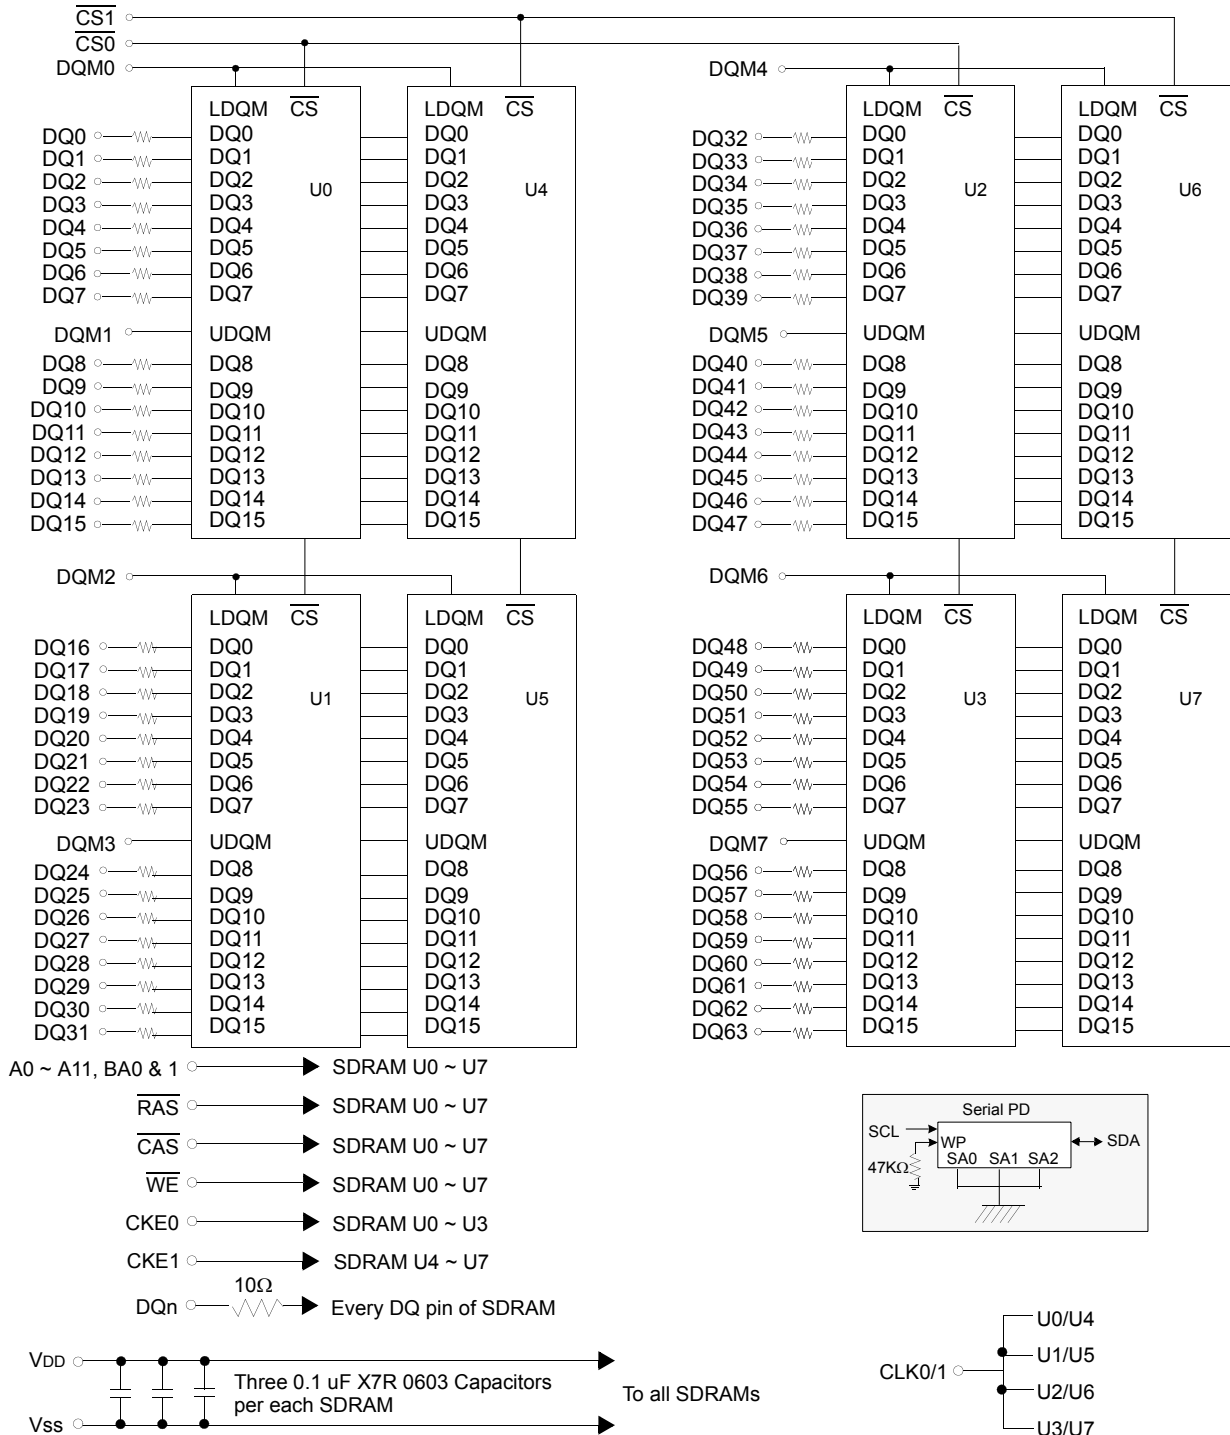 CS1
CS0
DQM0
LDQM CS
LDQM CS
DQ0 DQ0 DQ0
DQ1 DQ1 DQ1
DQ2 DQ2 DQ2
U0 U4
DQ3 DQ3 DQ3
DQ4 DQ4 DQ4
DQ5 DQ5 DQ5
DQ6 DQ6 DQ6
DQ7 DQ7 DQ7
DQM1 UDQM UDQM
DQ8 DQ8 DQ8
DQ9 DQ9 DQ9
DQ10 DQ10 DQ10
DQ11 DQ11 DQ11
DQ12 DQ12 DQ12
DQ13 DQ13 DQ13
DQ14 DQ14 DQ14
DQ15 DQ15 DQ15
DQM4
LDQM CS
LDQM CS
DQ32 DQ0 DQ0
DQ33 DQ1 DQ1
DQ34 DQ2 DQ2
U2 U6
DQ35 DQ3 DQ3
DQ36 DQ4 DQ4
DQ37 DQ5 DQ5
DQ38 DQ6 DQ6
DQ39 DQ7 DQ7
DQM5 UDQM UDQM
DQ40 DQ8 DQ8
DQ41 DQ9 DQ9
DQ42 DQ10 DQ10
DQ43 DQ11 DQ11
DQ44 DQ12 DQ12
DQ45 DQ13 DQ13
DQ46 DQ14 DQ14
DQ47 DQ15 DQ15
DQM2
LDQM CS
LDQM CS
DQ16 DQ0 DQ0
DQ17 DQ1 DQ1
DQ18 DQ2 DQ2
U1 U5
DQ19 DQ3 DQ3
DQ20 DQ4 DQ4
DQ21 DQ5 DQ5
DQ22 DQ6 DQ6
DQ23 DQ7 DQ7
DQM3 UDQM UDQM
DQ24 DQ8 DQ8
DQ25 DQ9 DQ9
DQ26 DQ10 DQ10
DQ27 DQ11 DQ11
DQ28 DQ12 DQ12
DQ29 DQ13 DQ13
DQ30 DQ14 DQ14
DQ31 DQ15 DQ15
DQM6
LDQM CS
LDQM CS
DQ48 DQ0 DQ0
DQ49 DQ1 DQ1
DQ50 DQ2 DQ2
U3 U7
DQ51 DQ3 DQ3
DQ52 DQ4 DQ4
DQ53 DQ5 DQ5
DQ54 DQ6 DQ6
DQ55 DQ7 DQ7
DQM7 UDQM UDQM
DQ56 DQ8 DQ8
DQ57 DQ9 DQ9
DQ58 DQ10 DQ10
DQ59 DQ11 DQ11
DQ60 DQ12 DQ12
DQ61 DQ13 DQ13
DQ62 DQ14 DQ14
DQ63 DQ15 DQ15
A0 ~ A11, BA0 & 1 SDRAM U0 ~ U7
RAS SDRAM U0 ~ U7
CAS SDRAM U0 ~ U7
WE SDRAM U0 ~ U7
CKE0 SDRAM U0 ~ U3
CKE1 SDRAM U4 ~ U7
10Ω
DQn Every DQ pin of SDRAM
Serial PD
SCL
WP
SDA
47KΩ
SA0 SA1 SA2
VDD
Three 0.1 uF X7R 0603 Capacitors
per each SDRAM
To all SDRAMs
Vss
CLK0/1
U0/U4
U1/U5
U2/U6
U3/U7